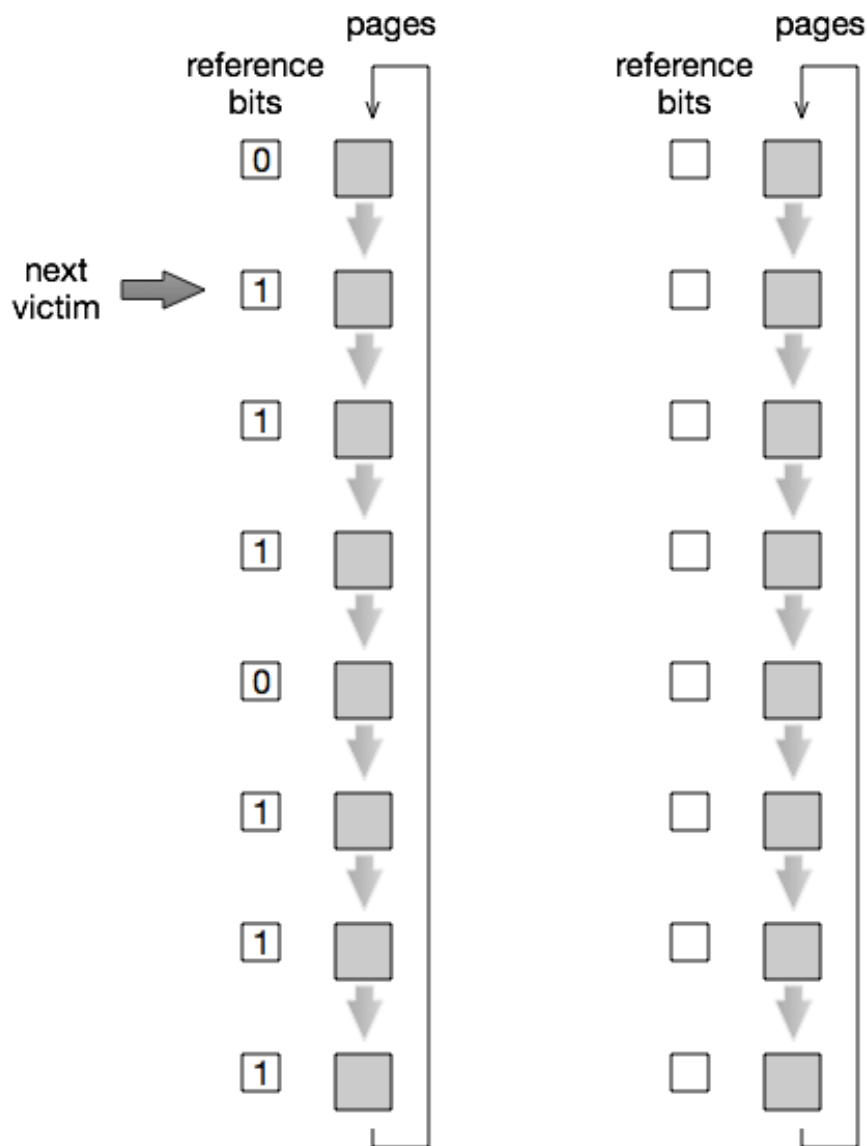 pages
reference
bits
0
next
victim
1
1
1
0
1
1
1
pages
reference
bits